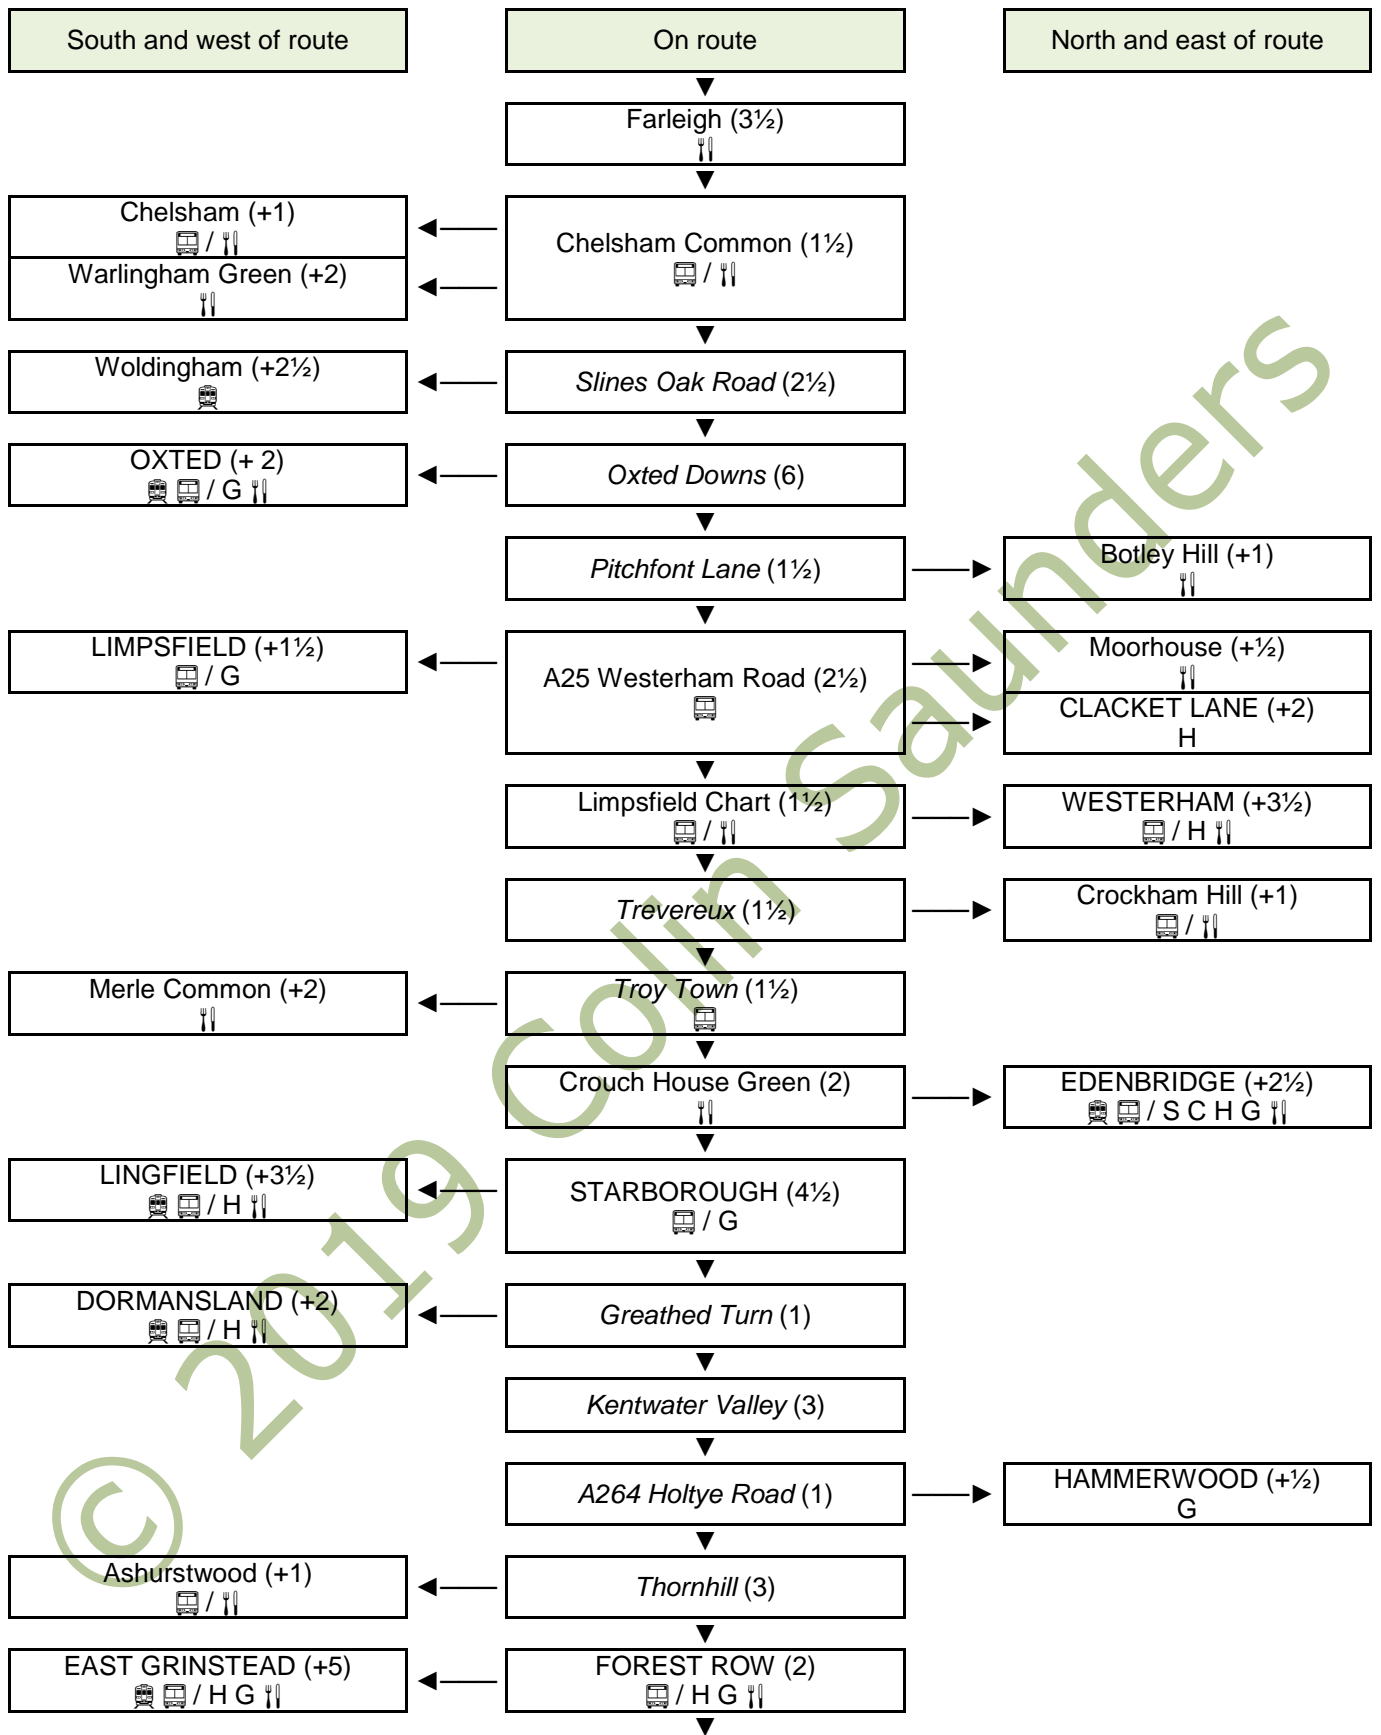 South and west of route
On route
North and east of route
Farleigh (3½)
Chelsham (+1)
/
Warlingham Green (+2)
Chelsham Common (1½)
/
Woldingham (+2½)
Slines Oak Road (2½)
OXTED (+ 2)
/ G
Oxted Downs (6)
Pitchfont Lane (1½)
Botley Hill (+1)
LIMPSFIELD (+1½)
/ G
A25 Westerham Road (2½)
Moorhouse (+½)
CLACKET LANE (+2)
H
Limpsfield Chart (1½)
/
WESTERHAM (+3½)
/ H
Trevereux (1½)
Crockham Hill (+1)
/
Merle Common (+2)
Troy Town (1½)
Crouch House Green (2)
EDENBRIDGE (+2½)
/ S C H G
LINGFIELD (+3½)
/ H
STARBOROUGH (4½)
/ G
DORMANSLAND (+2)
/ H
Greathed Turn (1)
Kentwater Valley (3)
A264 Holtye Road (1)
HAMMERWOOD (+½)
G
Ashurstwood (+1)
/
Thornhill (3)
EAST GRINSTEAD (+5)
/ H G
FOREST ROW (2)
/ H G
© 2019 Colin Saunders